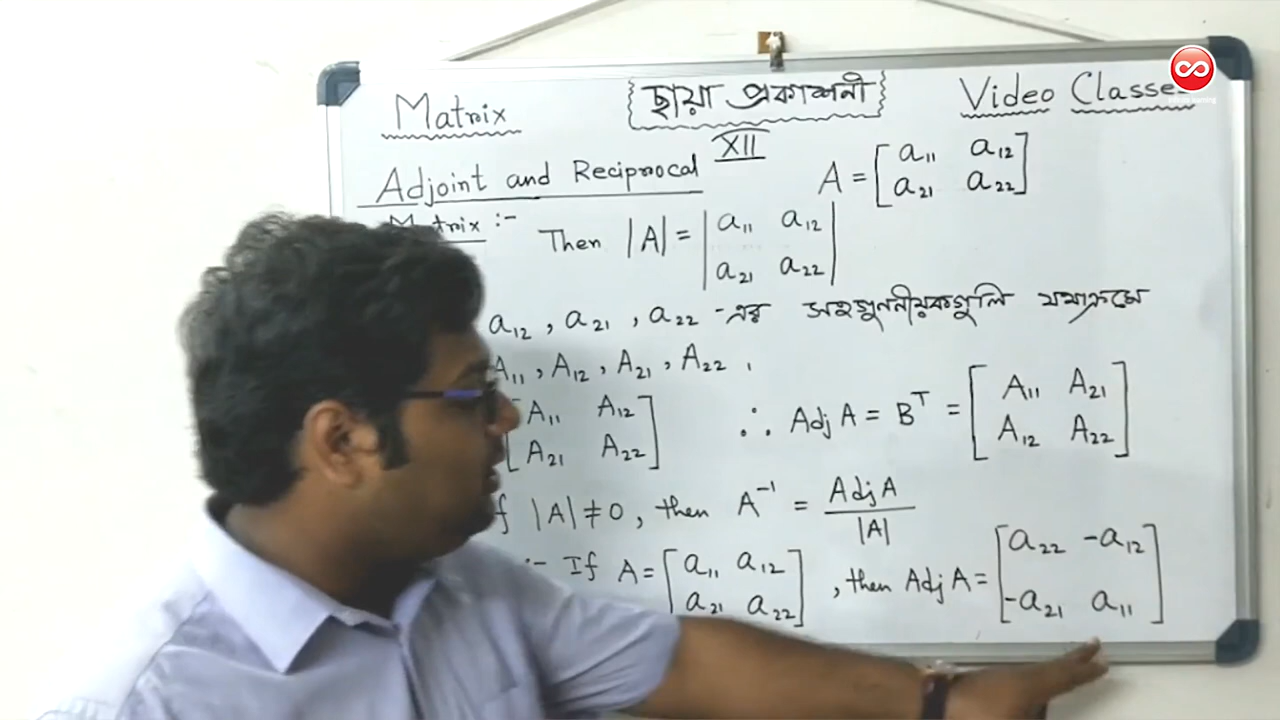 Matrix ছায়া প্রকাশনী Video Classes
XII
Adjoint and Reciprocal A = [a₁₁ a₁₂
a₂₁ a₂₂]
Matrix :- Then |A| = |a₁₁ a₁₂
a₂₁ a₂₂|
a₁₂, a₂₁, a₂₂ -এর সহগুণনীয়কগুলি যথাক্রমে
A₁₁, A₁₂, A₂₁, A₂₂.
[A₁₁ A₁₂
A₂₁ A₂₂] ∴ Adj A = Bᵀ = [A₁₁ A₂₁
A₁₂ A₂₂]
|A| ≠ 0, then A⁻¹ = Adj A / |A|
:- If A = [a₁₁ a₁₂
a₂₁ a₂₂], then Adj A = [a₂₂ -a₁₂
-a₂₁ a₁₁]